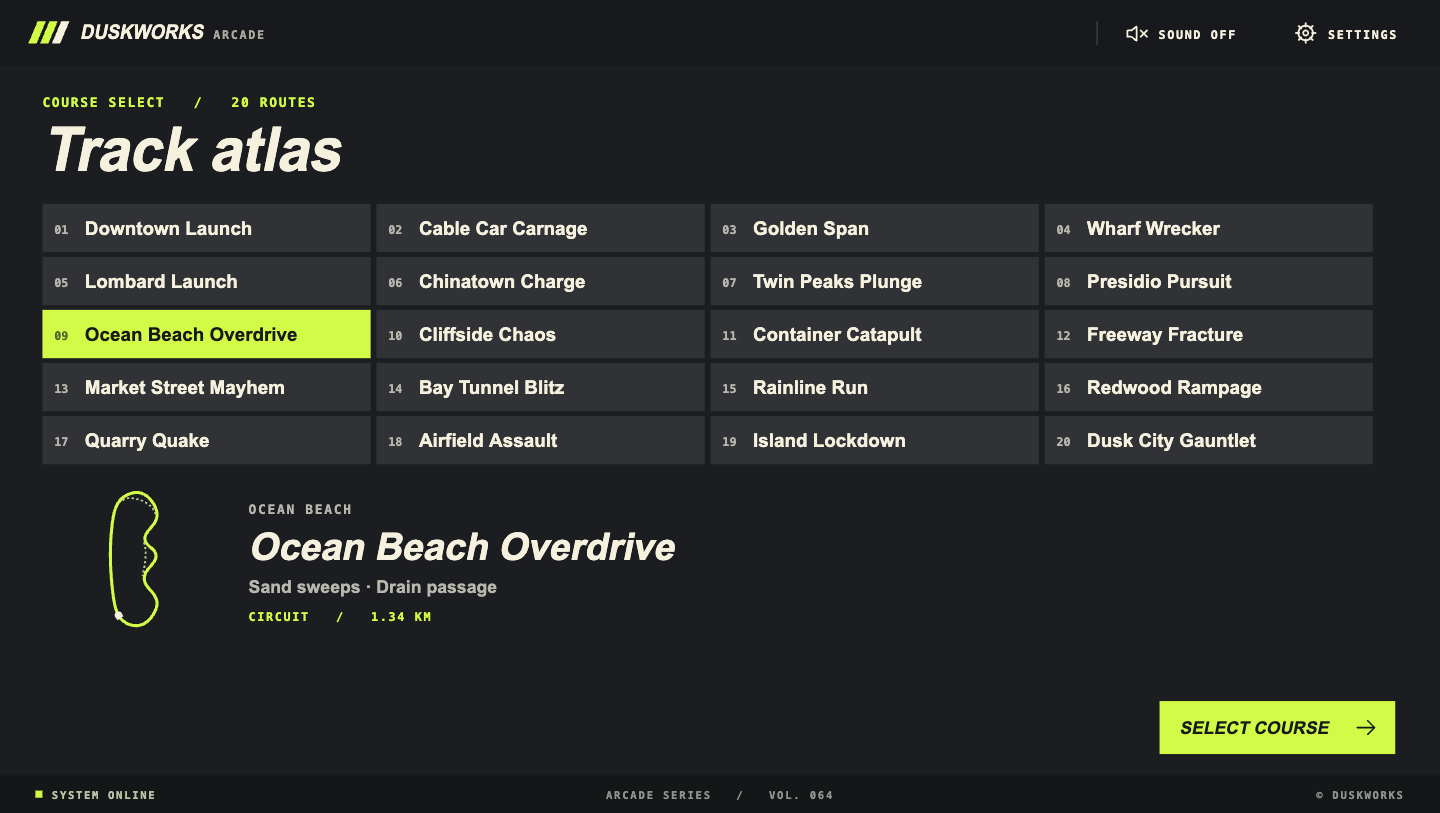 DUSKWORKS ARCADE
SOUND OFF
SETTINGS
COURSE SELECT / 20 ROUTES
Track atlas
01 Downtown Launch
02 Cable Car Carnage
03 Golden Span
04 Wharf Wrecker
05 Lombard Launch
06 Chinatown Charge
07 Twin Peaks Plunge
08 Presidio Pursuit
09 Ocean Beach Overdrive
10 Cliffside Chaos
11 Container Catapult
12 Freeway Fracture
13 Market Street Mayhem
14 Bay Tunnel Blitz
15 Rainline Run
16 Redwood Rampage
17 Quarry Quake
18 Airfield Assault
19 Island Lockdown
20 Dusk City Gauntlet
OCEAN BEACH
Ocean Beach Overdrive
Sand sweeps · Drain passage
CIRCUIT / 1.34 KM
SELECT COURSE
SYSTEM ONLINE
ARCADE SERIES / VOL. 064
© DUSKWORKS